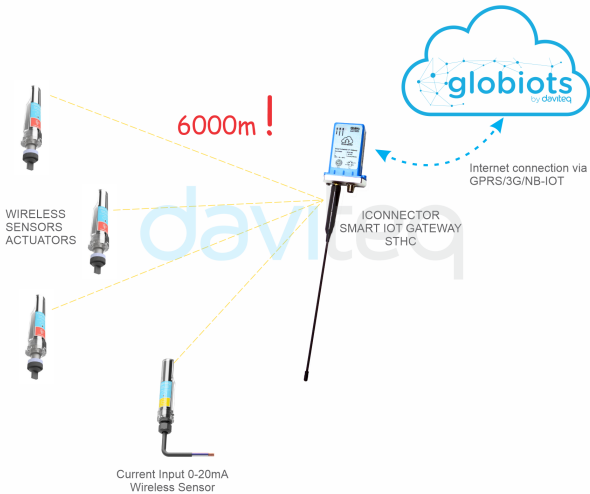 globiots
by daviteq
6000m!
Internet connection via
GPRS/3G/NB-IOT
WIRELESS
SENSORS
ACTUATORS
daviteq
ICONNECTOR
SMART IOT GATEWAY
STHC
Current Input 0-20mA
Wireless Sensor